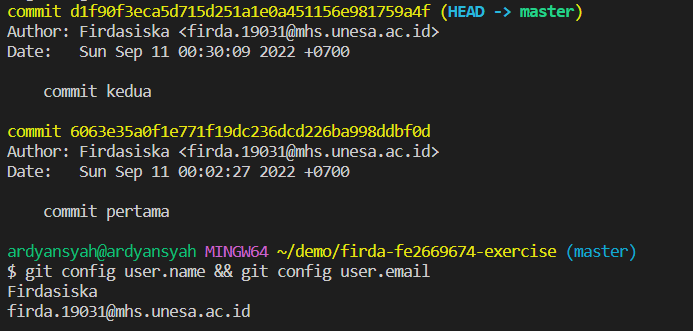 commit d1f90f3eca5d715d251a1e0a451156e981759a4f (HEAD -> master)
Author: Firdasiska <firda.19031@mhs.unesa.ac.id>
Date:   Sun Sep 11 00:30:09 2022 +0700
commit kedua
commit 6063e35a0f1e771f19dc236dcd226ba998ddbf0d
Author: Firdasiska <firda.19031@mhs.unesa.ac.id>
Date:   Sun Sep 11 00:02:27 2022 +0700
commit pertama
ardyansyah@ardyansyah MINGW64 ~/demo/firda-fe2669674-exercise (master)
$ git config user.name && git config user.email
Firdasiska
firda.19031@mhs.unesa.ac.id